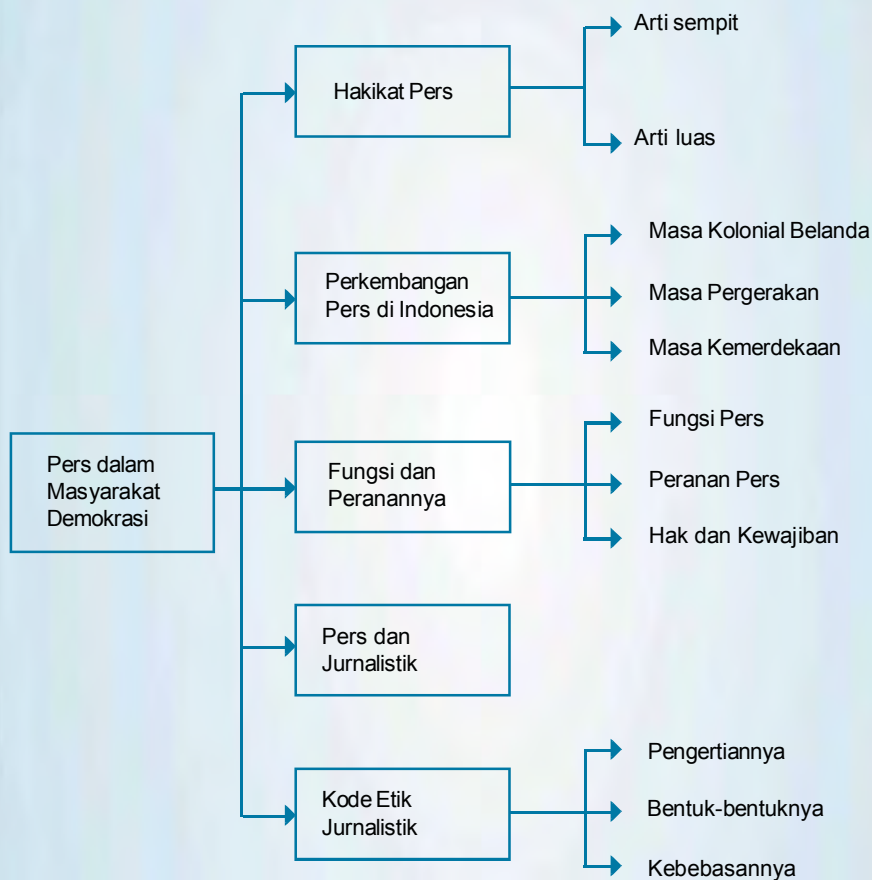 Pers dalam
Masyarakat
Demokrasi
Hakikat Pers
Arti sempit
Arti luas
Perkembangan
Pers di Indonesia
Masa Kolonial Belanda
Masa Pergerakan
Masa Kemerdekaan
Fungsi dan
Peranannya
Fungsi Pers
Peranan Pers
Hak dan Kewajiban
Pers dan
Jurnalistik
Kode Etik
Jurnalistik
Pengertiannya
Bentuk-bentuknya
Kebebasannya